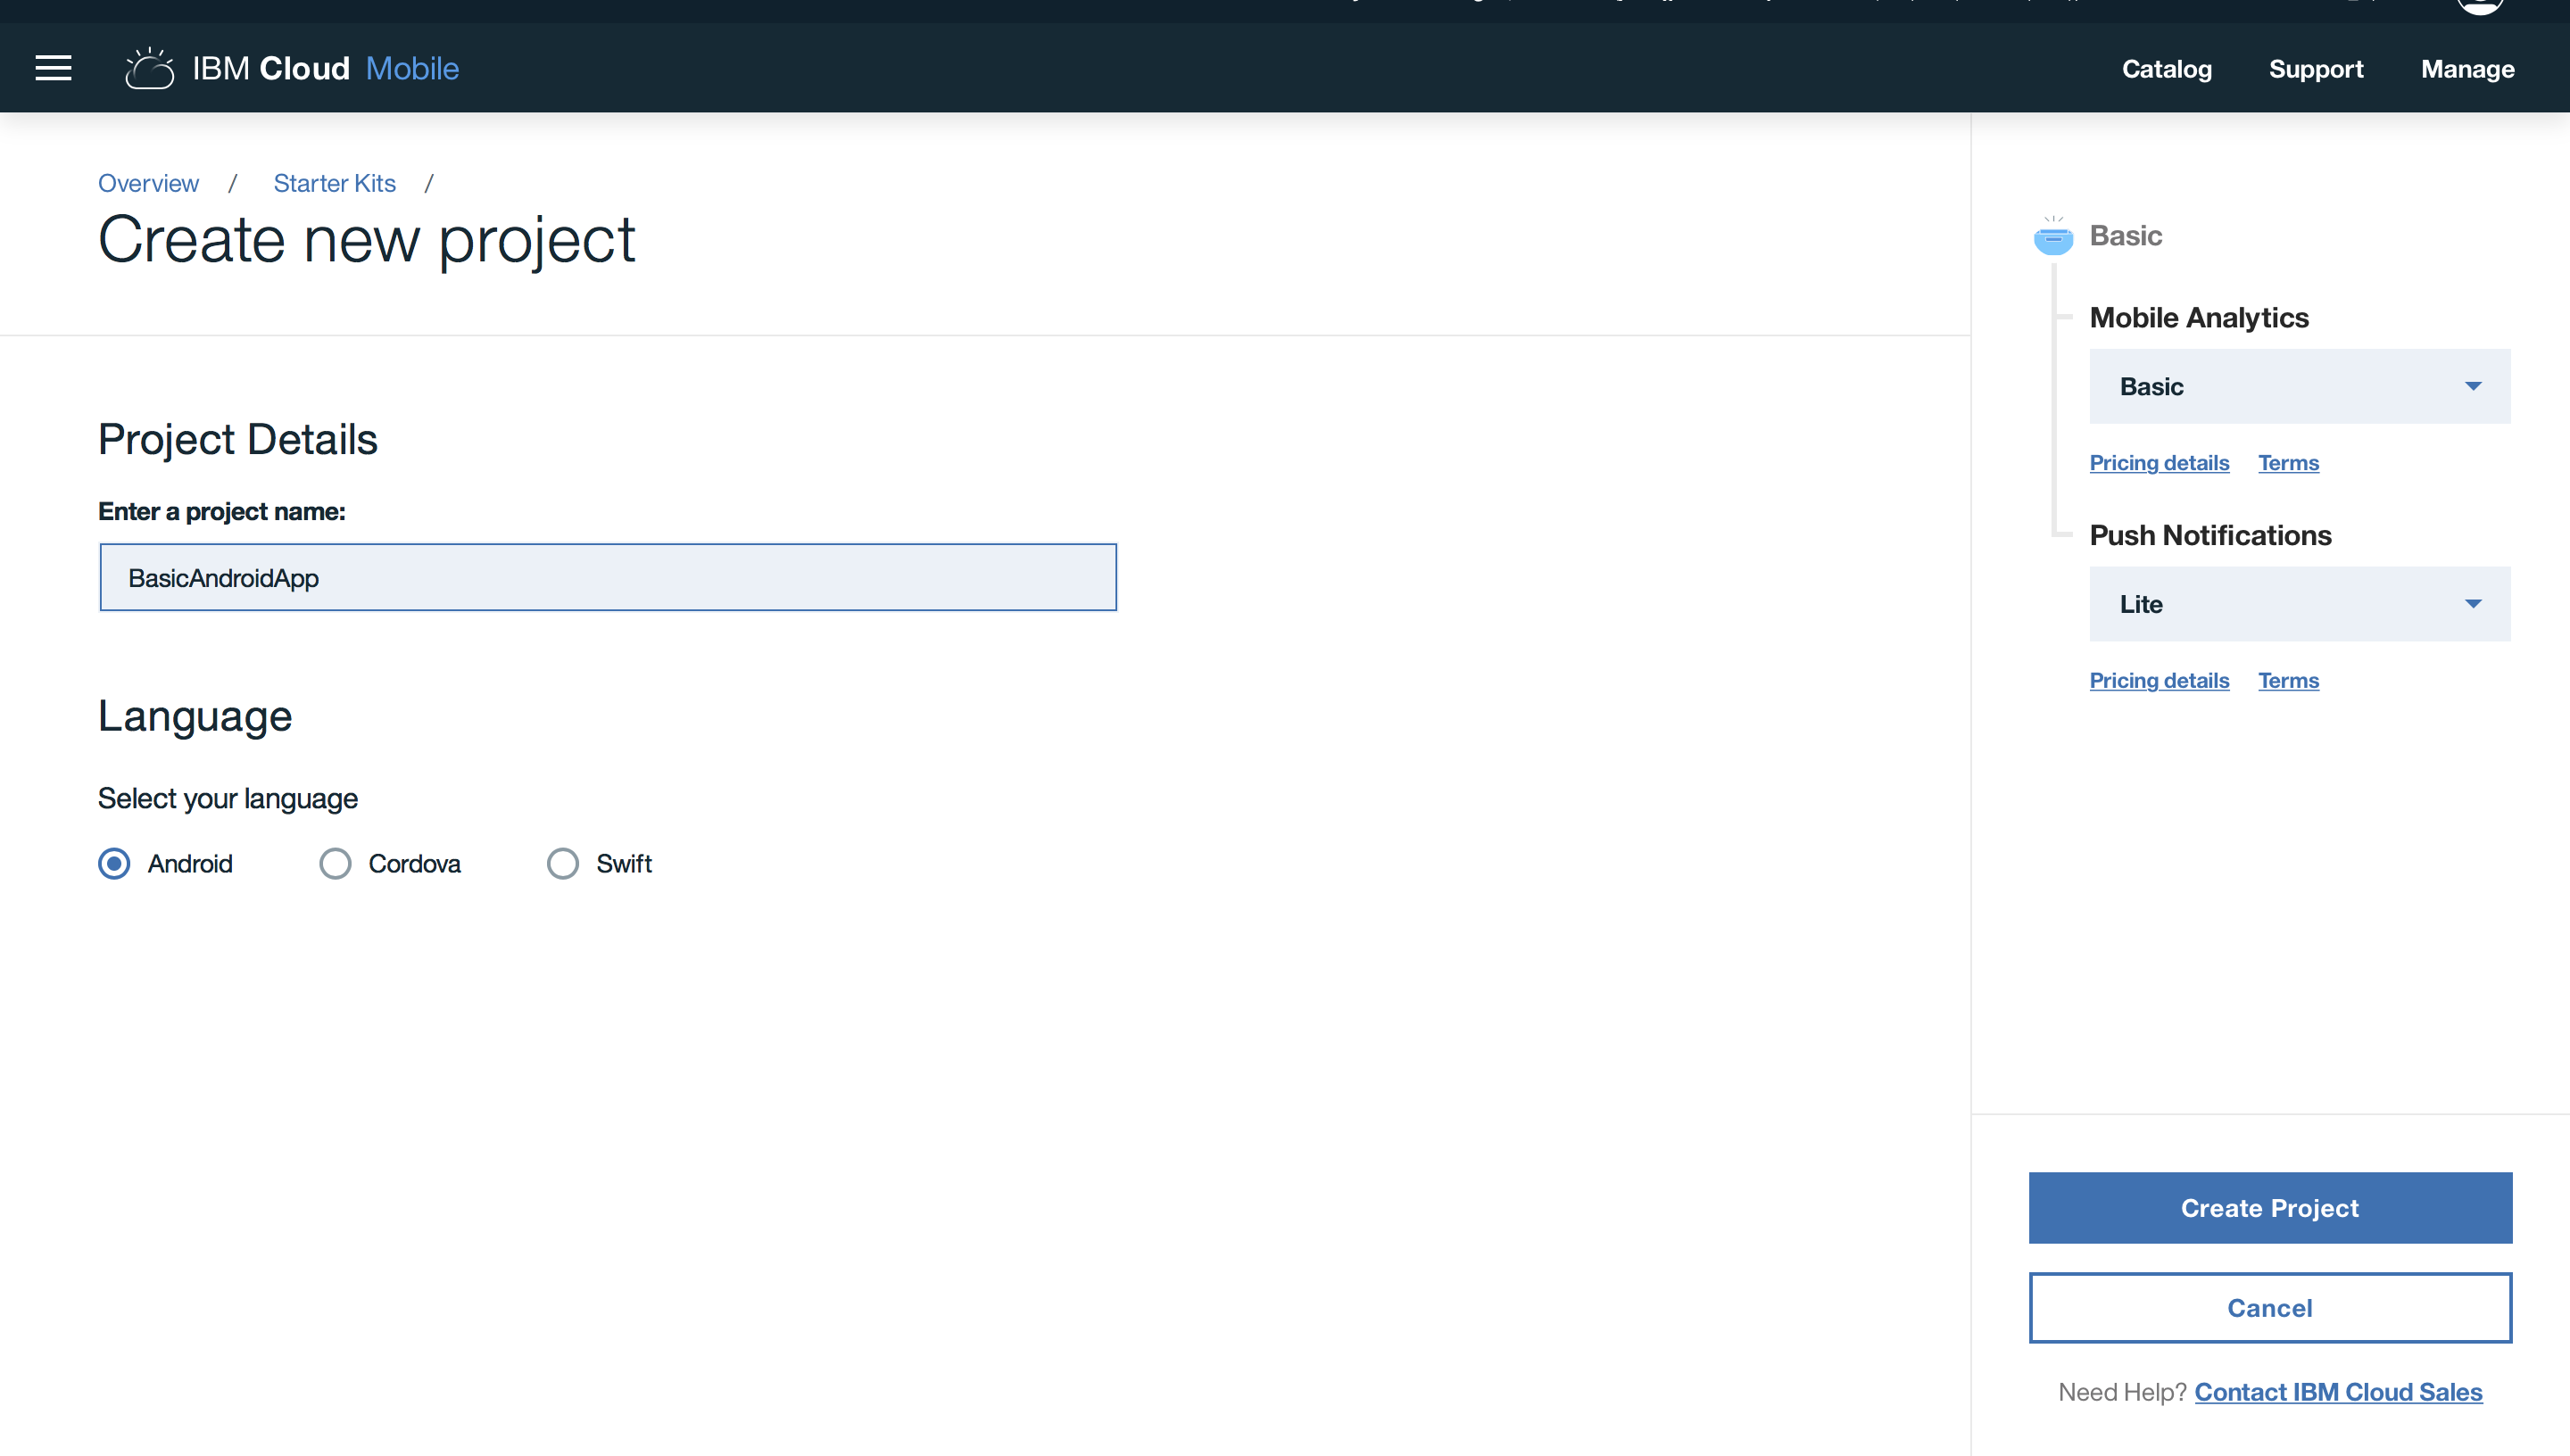 IBM Cloud Mobile
Catalog Support Manage
Overview / Starter Kits /
Create new project
Project Details
Enter a project name:
BasicAndroidApp
Language
Select your language
Android Cordova Swift
Basic
Mobile Analytics
Basic
Pricing details Terms
Push Notifications
Lite
Pricing details Terms
Create Project
Cancel
Need Help? Contact IBM Cloud Sales